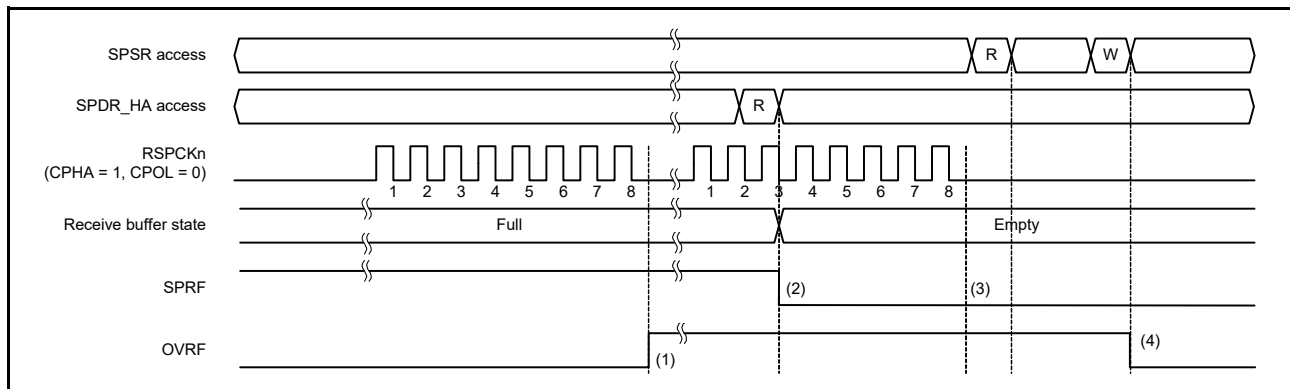 SPSR access
R
W
SPDR_HA access
R
RSPCKn
(CPHA = 1, CPOL = 0)
1 2 3 4 5 6 7 8 1 2 3 4 5 6 7 8
Receive buffer state
Full
Empty
SPRF
(2)
(3)
OVRF
(1)
(4)